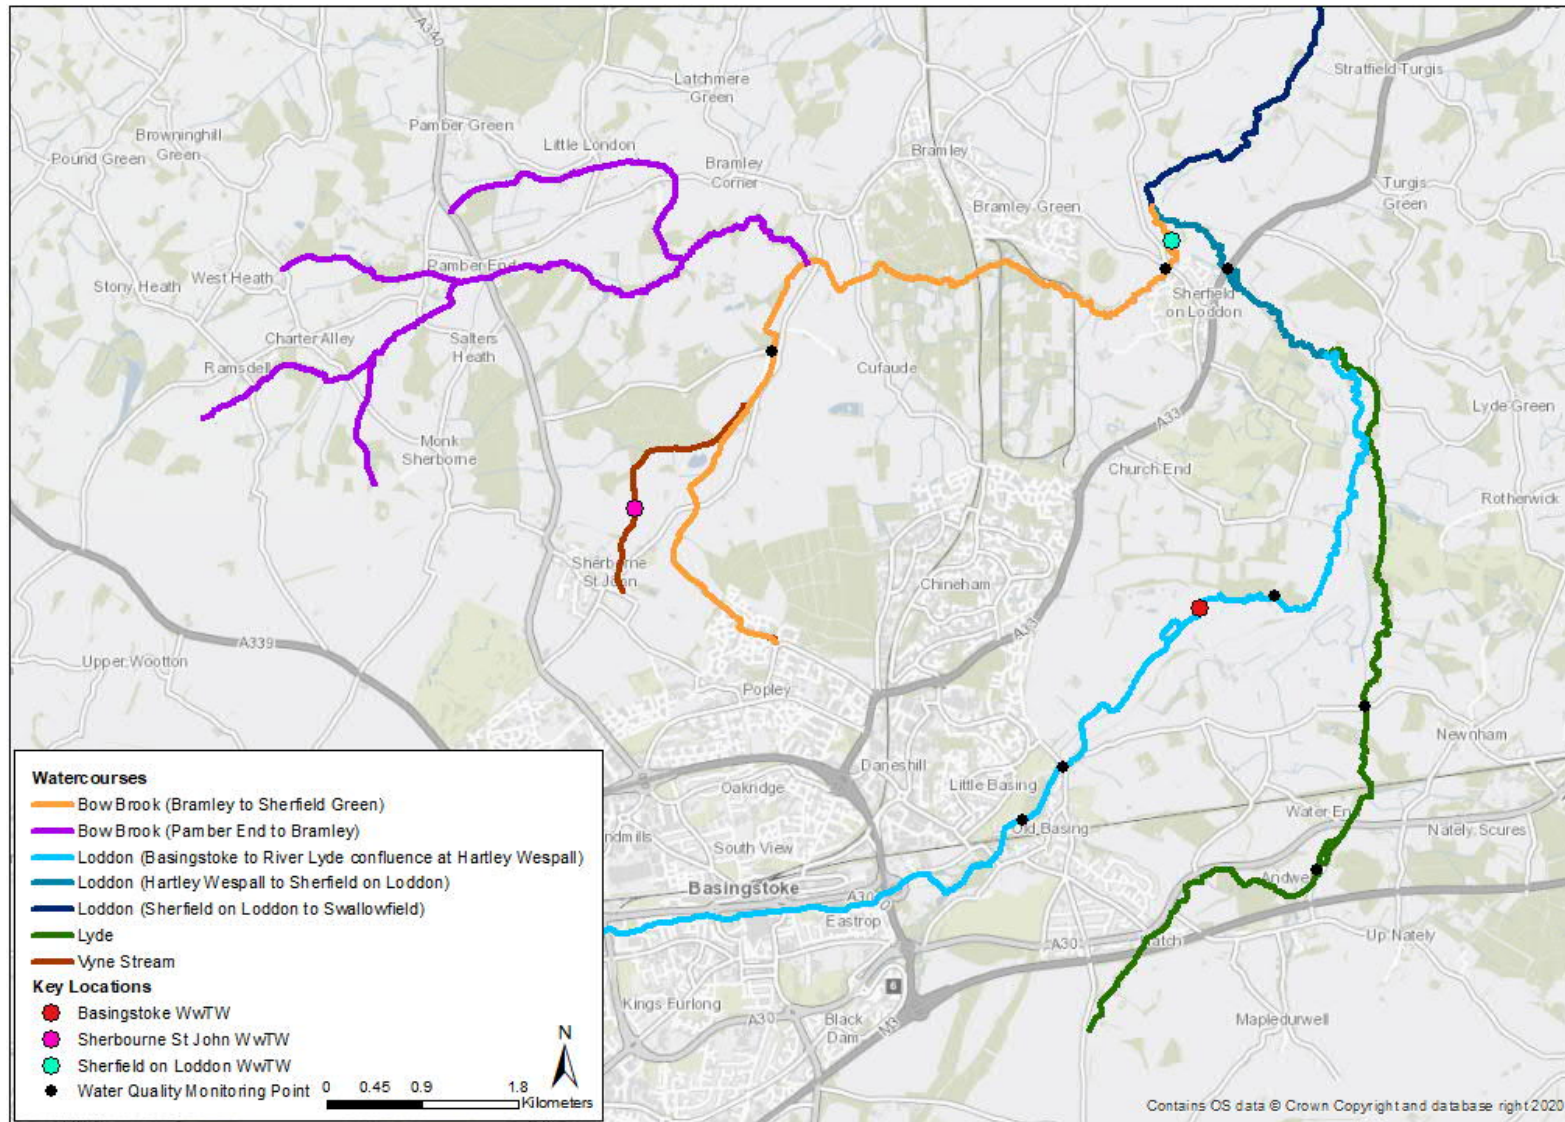 A340
Stratfield Turgis
Latchmere
Green
Browninghill
Green
Pamber Green
Little London
Pound Green
Bramley
Corner
Bramley
Turgis
Green
Bramley Green
West Heath
Pamber End
Stony Heath
Sherfield
on Loddon
Charter Alley
Salters
Heath
Ramsdell
Cufaude
A33
Lyde Green
Monk
Sherborne
Church End
Rotherwick
Sherborne
St John
Chineham
A33
A339
Upper Wootton
Popley
Newnham
Daneshill
Little Basing
Oakridge
Water End
Old Basing
Nately Scures
South View
Basingstoke
Andwell
A30
Eastrop
A30
Hatch
Up Nately
6
Kings Furlong
A30
Black
Dam
M3
Mapledurwell
Watercourses
Bow Brook (Bramley to Sherfield Green)
Bow Brook (Pamber End to Bramley)
Loddon (Basingstoke to River Lyde confluence at Hartley Wespall)
Loddon (Hartley Wespall to Sherfield on Loddon)
Loddon (Sherfield on Loddon to Swallowfield)
Lyde
Vyne Stream
Key Locations
Basingstoke WwTW
Sherbourne St John WwTW
Sherfield on Loddon WwTW
Water Quality Monitoring Point
N
0 0.45 0.9 1.8
Kilometers
Contains OS data © Crown Copyright and database right 2020